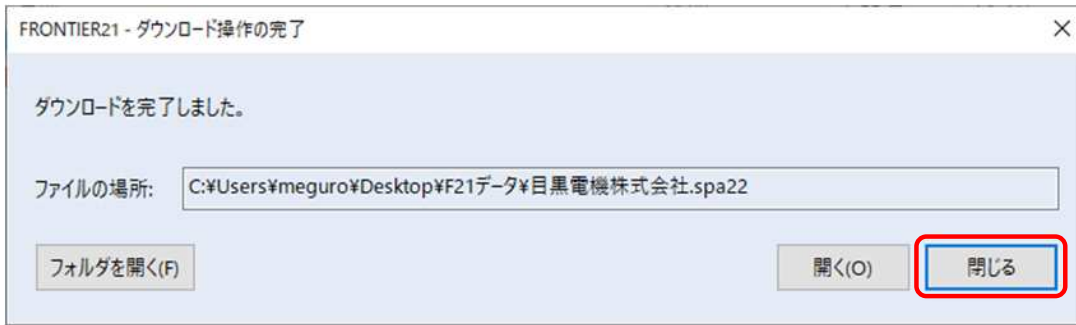 FRONTIER21 - ダウンロード操作の完了
ダウンロードを完了しました。
ファイルの場所: C:¥Users¥meguro¥Desktop¥F21データ¥目黒電機株式会社.spa22
フォルダを開く(F) 開く(O) 閉じる